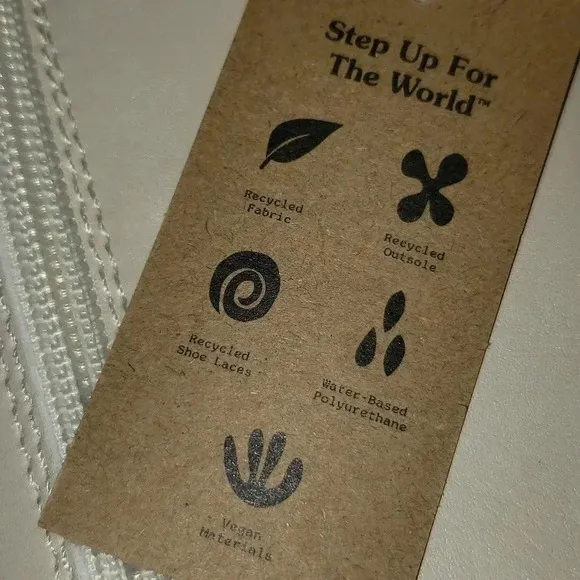 Step Up For
The World™
Recycled
Fabric
Recycled
Outsole
Recycled
Shoe Laces
Water-Based
Polyurethane
Vegan
Materials